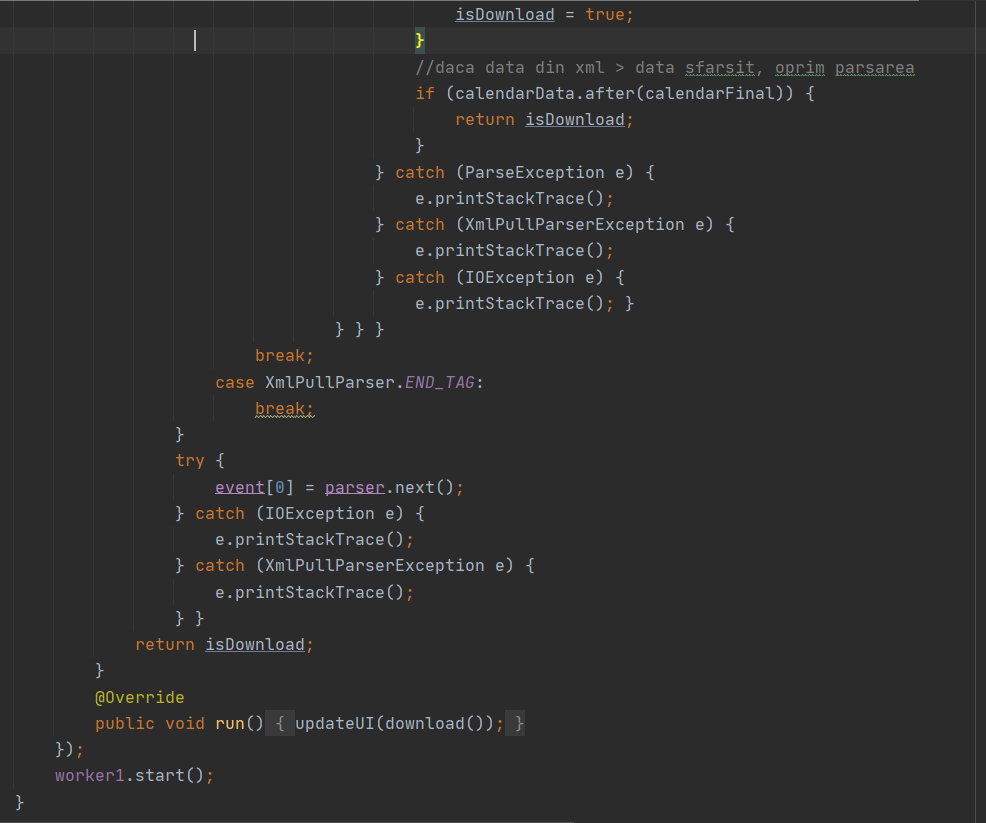 isDownload = true;
}
//daca data din xml > data sfarsit, oprim parsarea
if (calendarData.after(calendarFinal)) {
return isDownload;
}
} catch (ParseException e) {
e.printStackTrace();
} catch (XmlPullParserException e) {
e.printStackTrace();
} catch (IOException e) {
e.printStackTrace(); }
} } }
break;
case XmlPullParser.END_TAG:
break;
}
try {
event[0] = parser.next();
} catch (IOException e) {
e.printStackTrace();
} catch (XmlPullParserException e) {
e.printStackTrace();
} }
return isDownload;
}
@Override
public void run() { updateUI(download()); }
});
worker1.start();
}